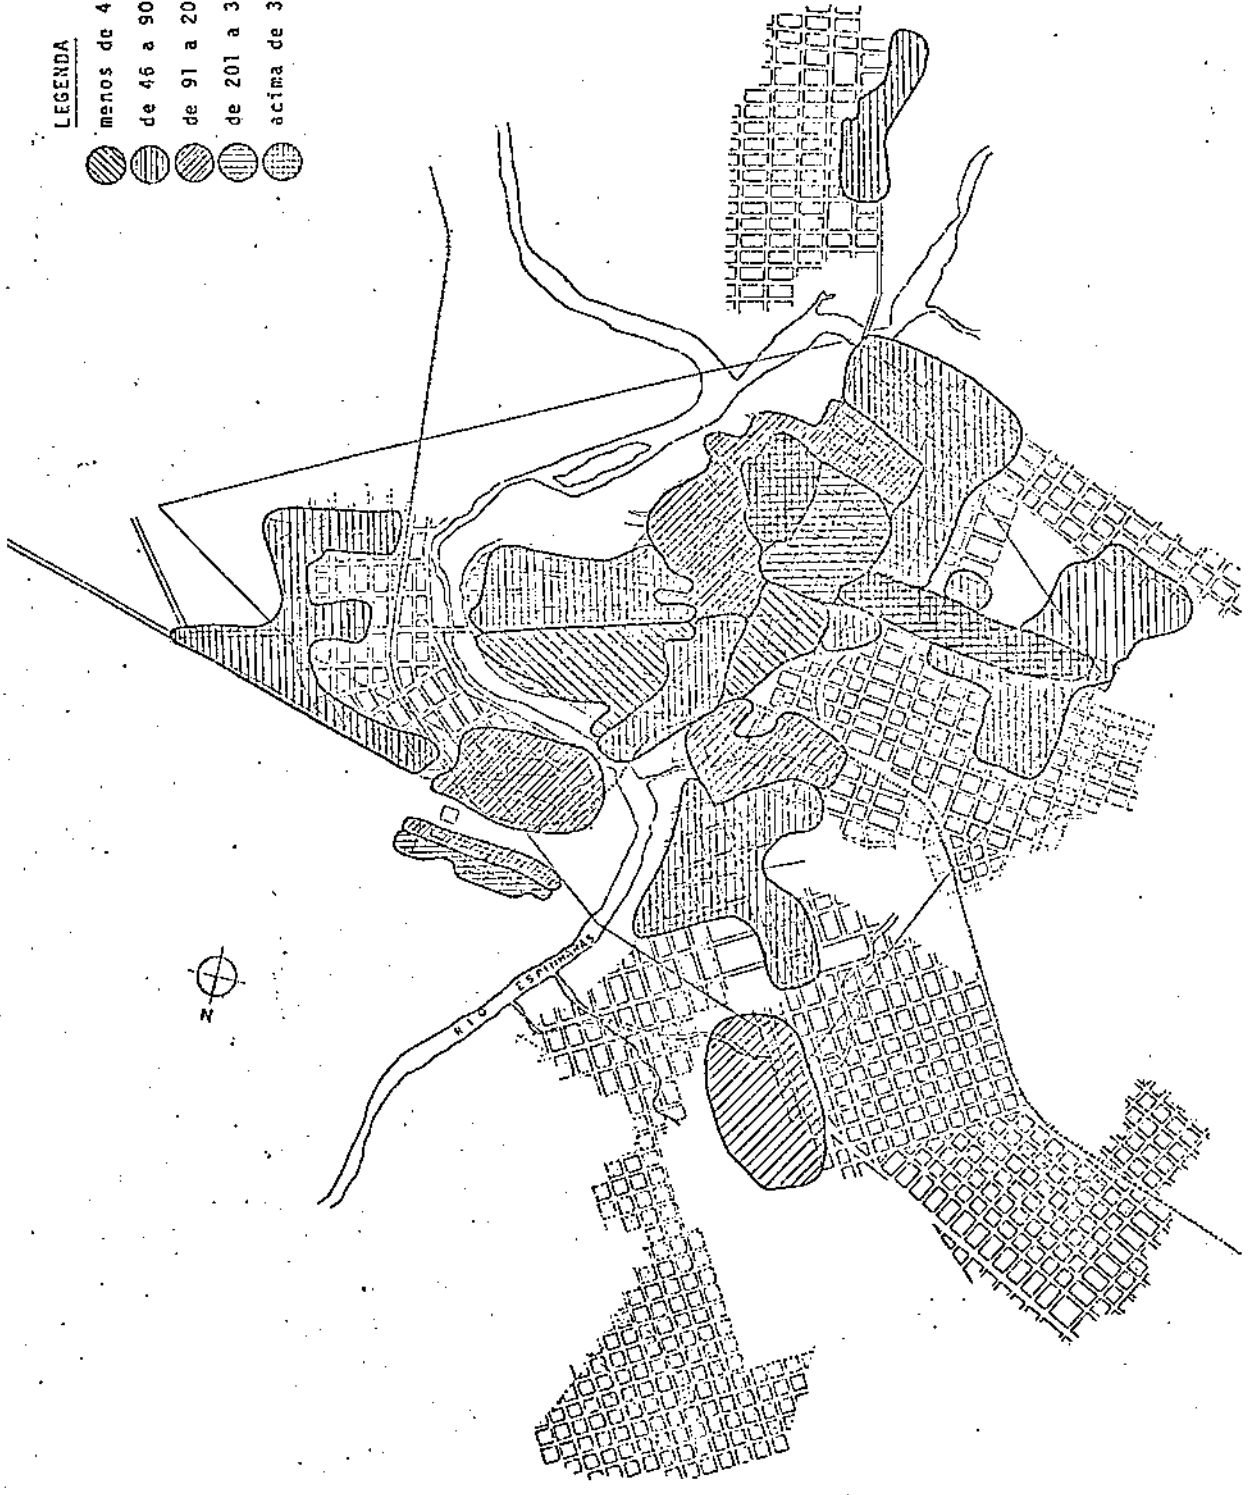 LEGENDA
menos de 4
de 46 a 90
de 91 a 20
de 201 a 3
acima de 3
N
RIO ESPINHARAS